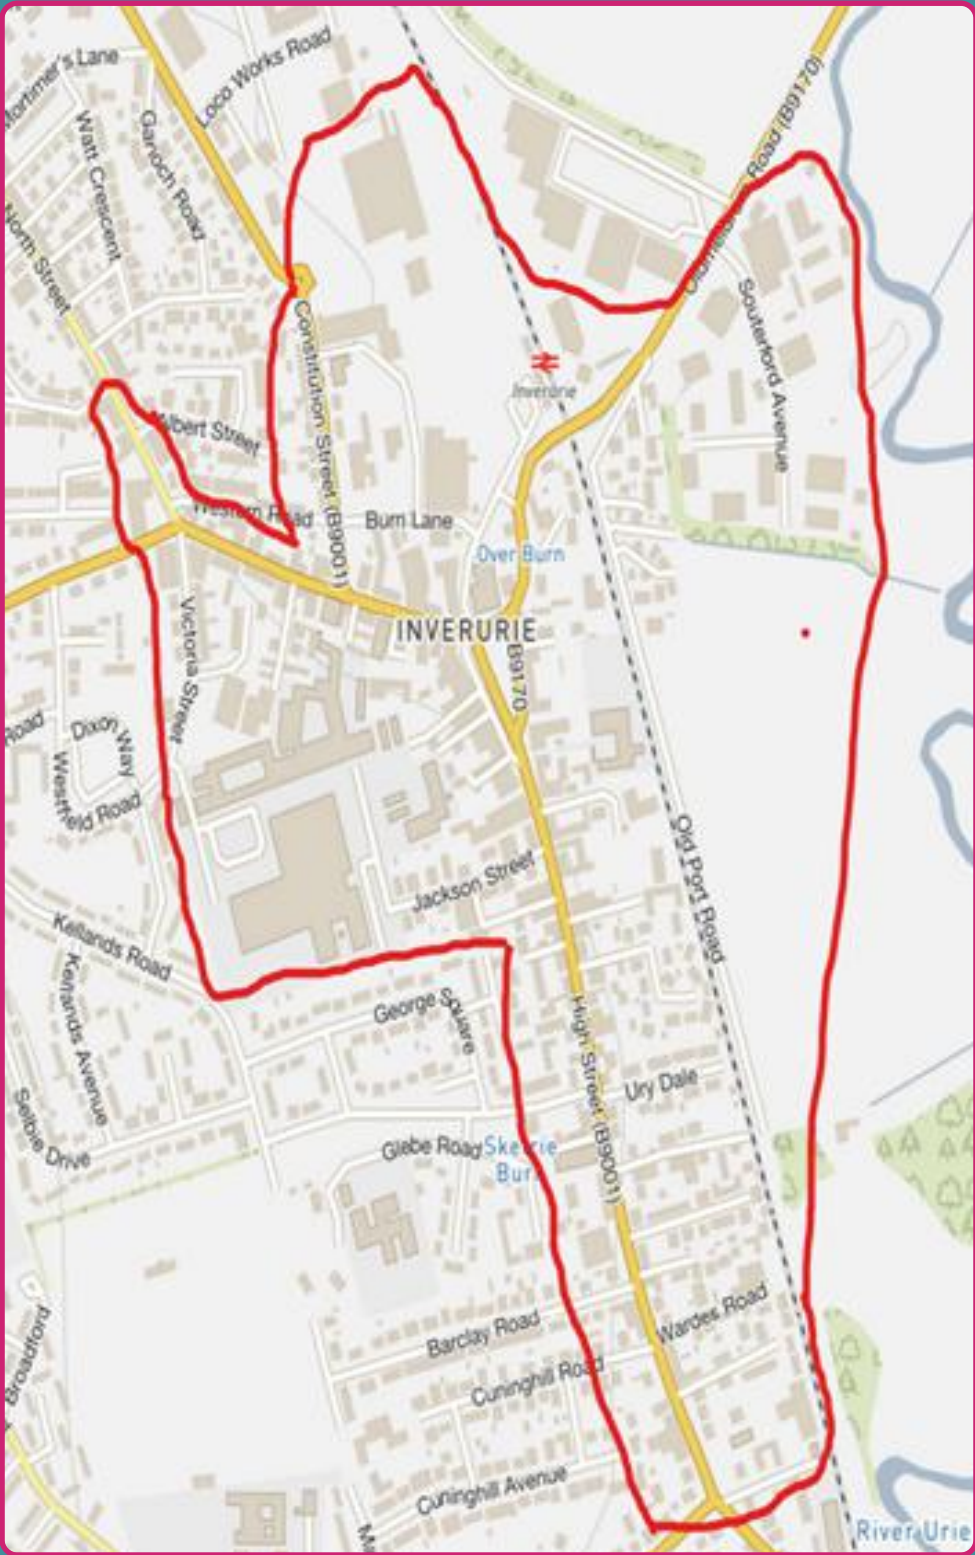 Mortimer's Lane
Loco Works Road
Watt Crescent
Garioch Road
Road (B9170)
North Street
Constitution Street (B9001)
Souterford Avenue
Inverurie
Albert Street
Western Road
Burn Lane
Over Burn
INVERURIE
B9170
Victoria Street
Road
Dixon Way
Westfield Road
Old Port Road
Jackson Street
Kellands Road
Kellands Avenue
George Square
High Street (B9001)
Ury Dale
Selbie Drive
Glebe Road
Skerrie
Burn
Broadford
Barclay Road
Wardes Road
Cuninghill Road
Cuninghill Avenue
River Urie